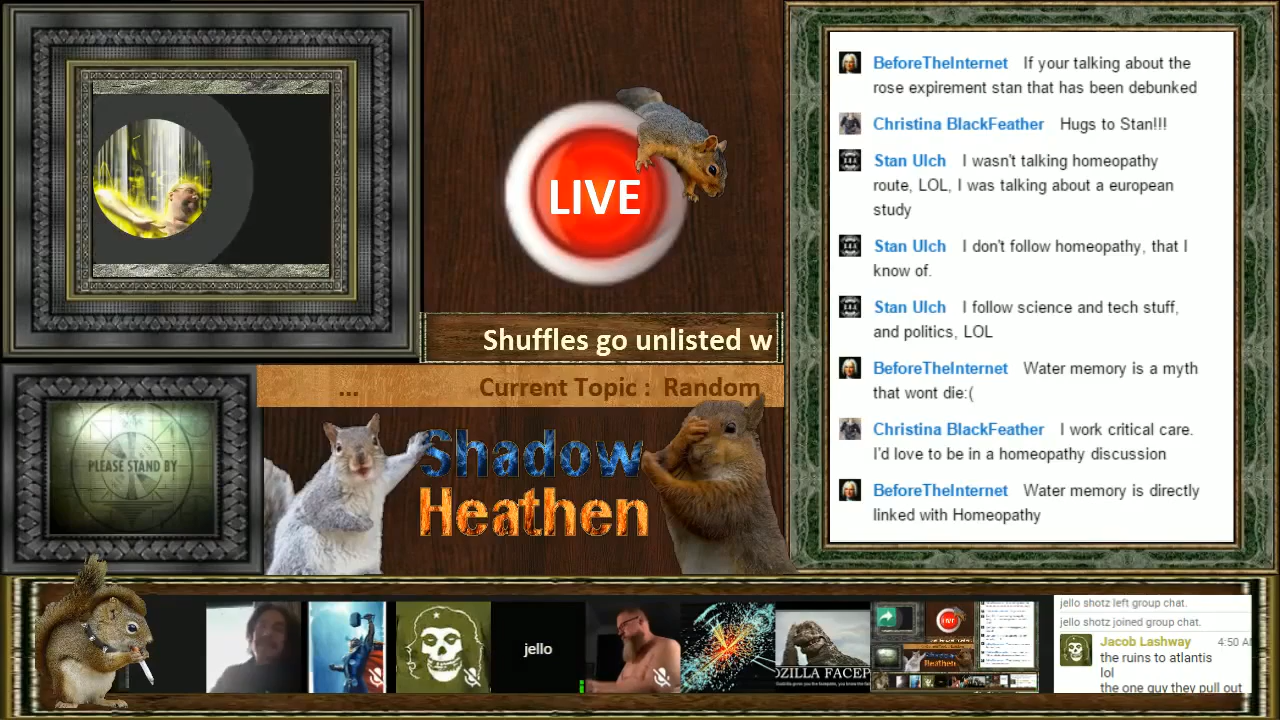 LIVE
Shuffles go unlisted w
... Current Topic : Random
PLEASE STAND BY
Shadow
Heathen
BeforeTheInternet If your talking about the
rose expirement stan that has been debunked
Christina BlackFeather Hugs to Stan!!!
Stan Ulch I wasn't talking homeopathy
route, LOL, I was talking about a european
study
Stan Ulch I don't follow homeopathy, that I
know of.
Stan Ulch I follow science and tech stuff,
and politics, LOL
BeforeTheInternet Water memory is a myth
that wont die:(
Christina BlackFeather I work critical care.
I'd love to be in a homeopathy discussion
BeforeTheInternet Water memory is directly
linked with Homeopathy
jello
DZILLA FACEP
LIVE
Heathen
jello shotz left group chat.
jello shotz joined group chat.
Jacob Lashway 4:50 AM
the ruins to atlantis
lol
the one guy they pull out